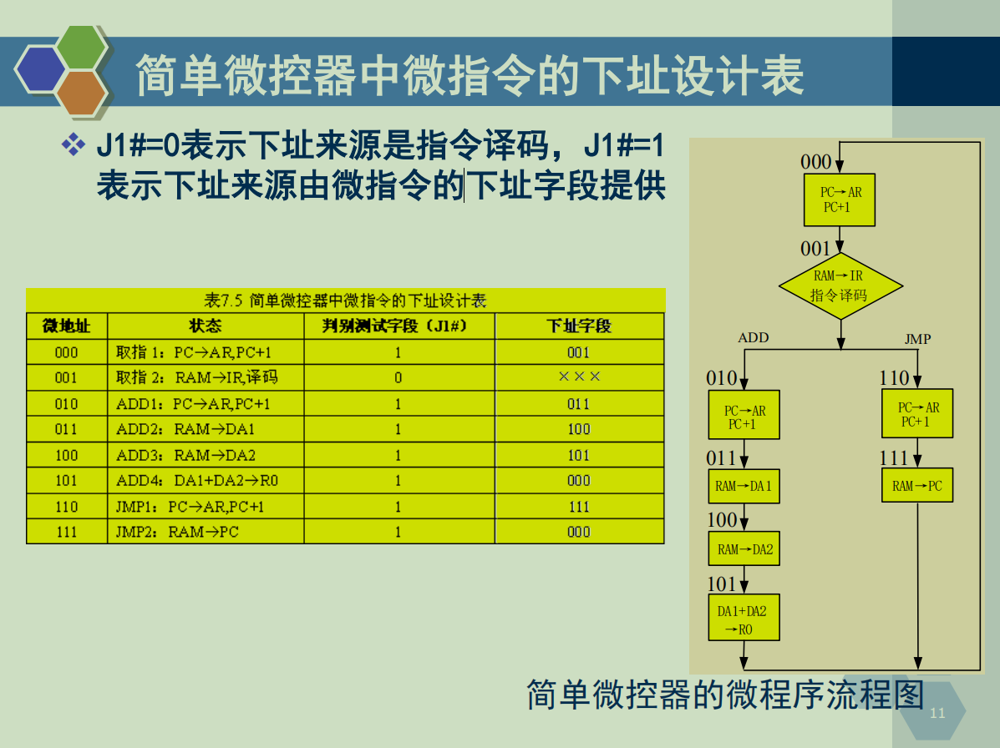 简单微控器中微指令的下址设计表
J1#=0表示下址来源是指令译码，J1#=1
表示下址来源由微指令的下址字段提供
表7.5 简单微控器中微指令的下址设计表
微地址 状态 判别测试字段（J1#） 下址字段
000 取指 1：PC→AR,PC+1 1 001
001 取指 2：RAM→IR,译码 0 ×××
010 ADD1：PC→AR,PC+1 1 011
011 ADD2：RAM→DA1 1 100
100 ADD3：RAM→DA2 1 101
101 ADD4：DA1+DA2→R0 1 000
110 JMP1：PC→AR,PC+1 1 111
111 JMP2：RAM→PC 1 000
000
PC→AR
PC+1
001
RAM→IR
指令译码
ADD JMP
010 110
PC→AR PC→AR
PC+1 PC+1
011 111
RAM→DA1 RAM→PC
100
RAM→DA2
101
DA1+DA2
→R0
简单微控器的微程序流程图
11